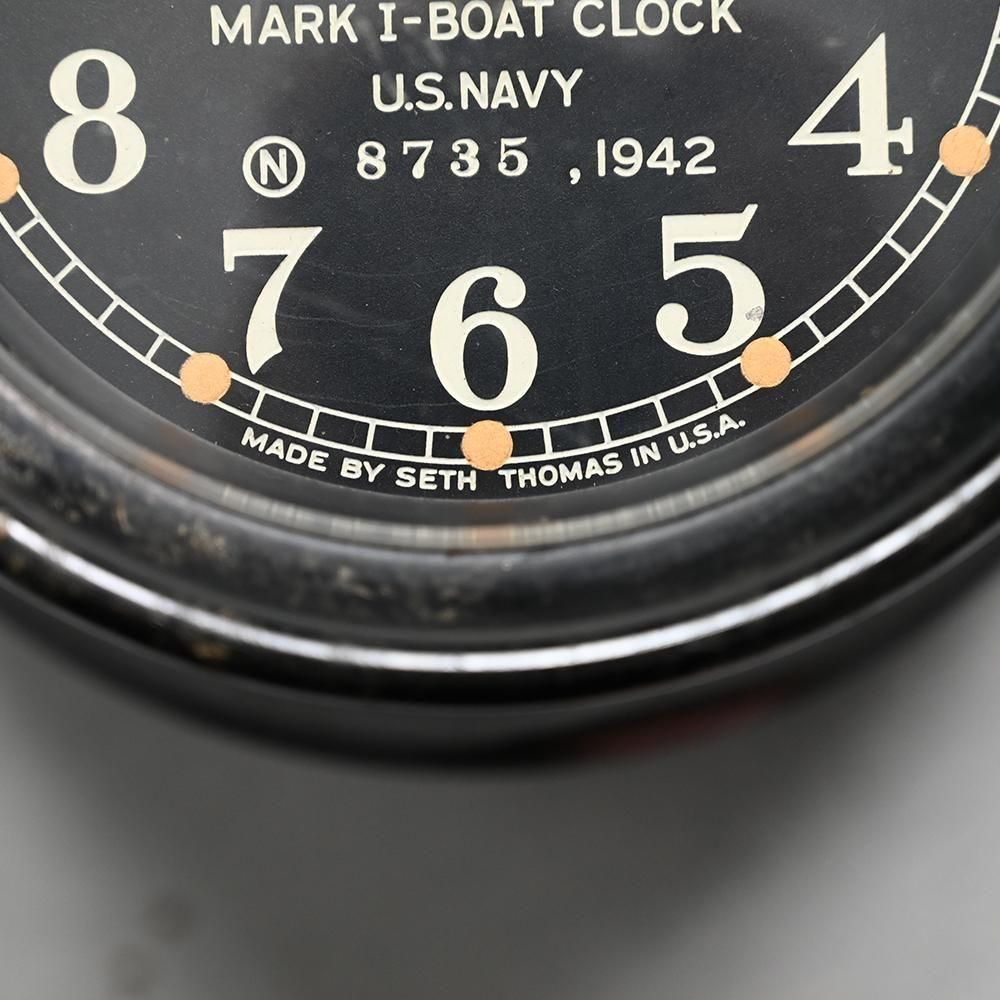 MARK I-BOAT CLOCK
U.S. NAVY
Ⓝ 8735 , 1942
8
4
7
5
6
MADE BY SETH THOMAS IN U.S.A.